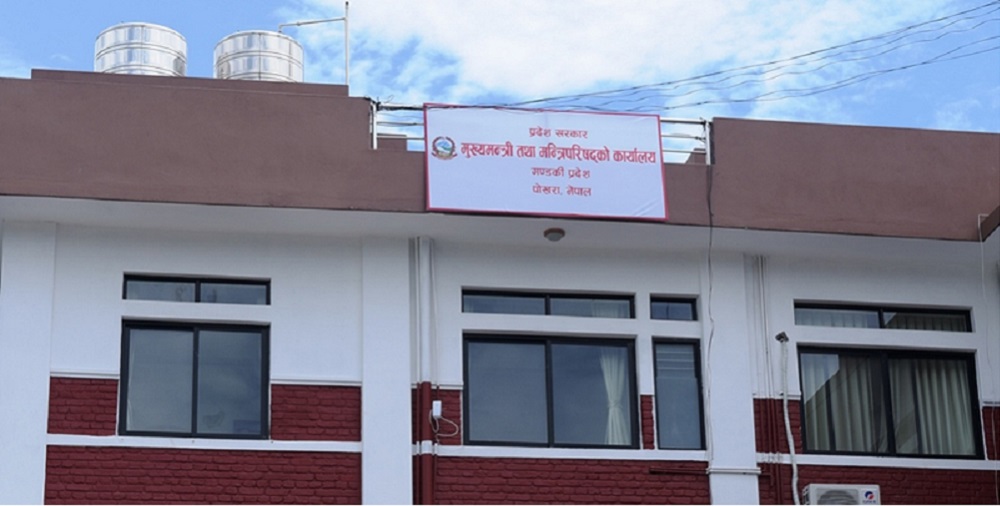 प्रदेश सरकार
मुख्यमन्त्री तथा मन्त्रिपरिषद्को कार्यालय
गण्डकी प्रदेश
पोखरा, नेपाल